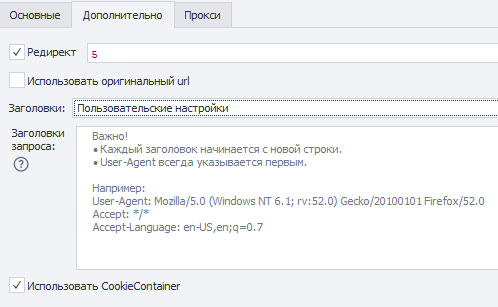 Основные Дополнительно Прокси
Редирект 5
Использовать оригинальный url
Заголовки: Пользовательские настройки
Заголовки запроса:
?
Важно!
• Каждый заголовок начинается с новой строки.
• User-Agent всегда указывается первым.
Например:
User-Agent: Mozilla/5.0 (Windows NT 6.1; rv:52.0) Gecko/20100101 Firefox/52.0
Accept: */*
Accept-Language: en-US,en;q=0.7
Использовать CookieContainer